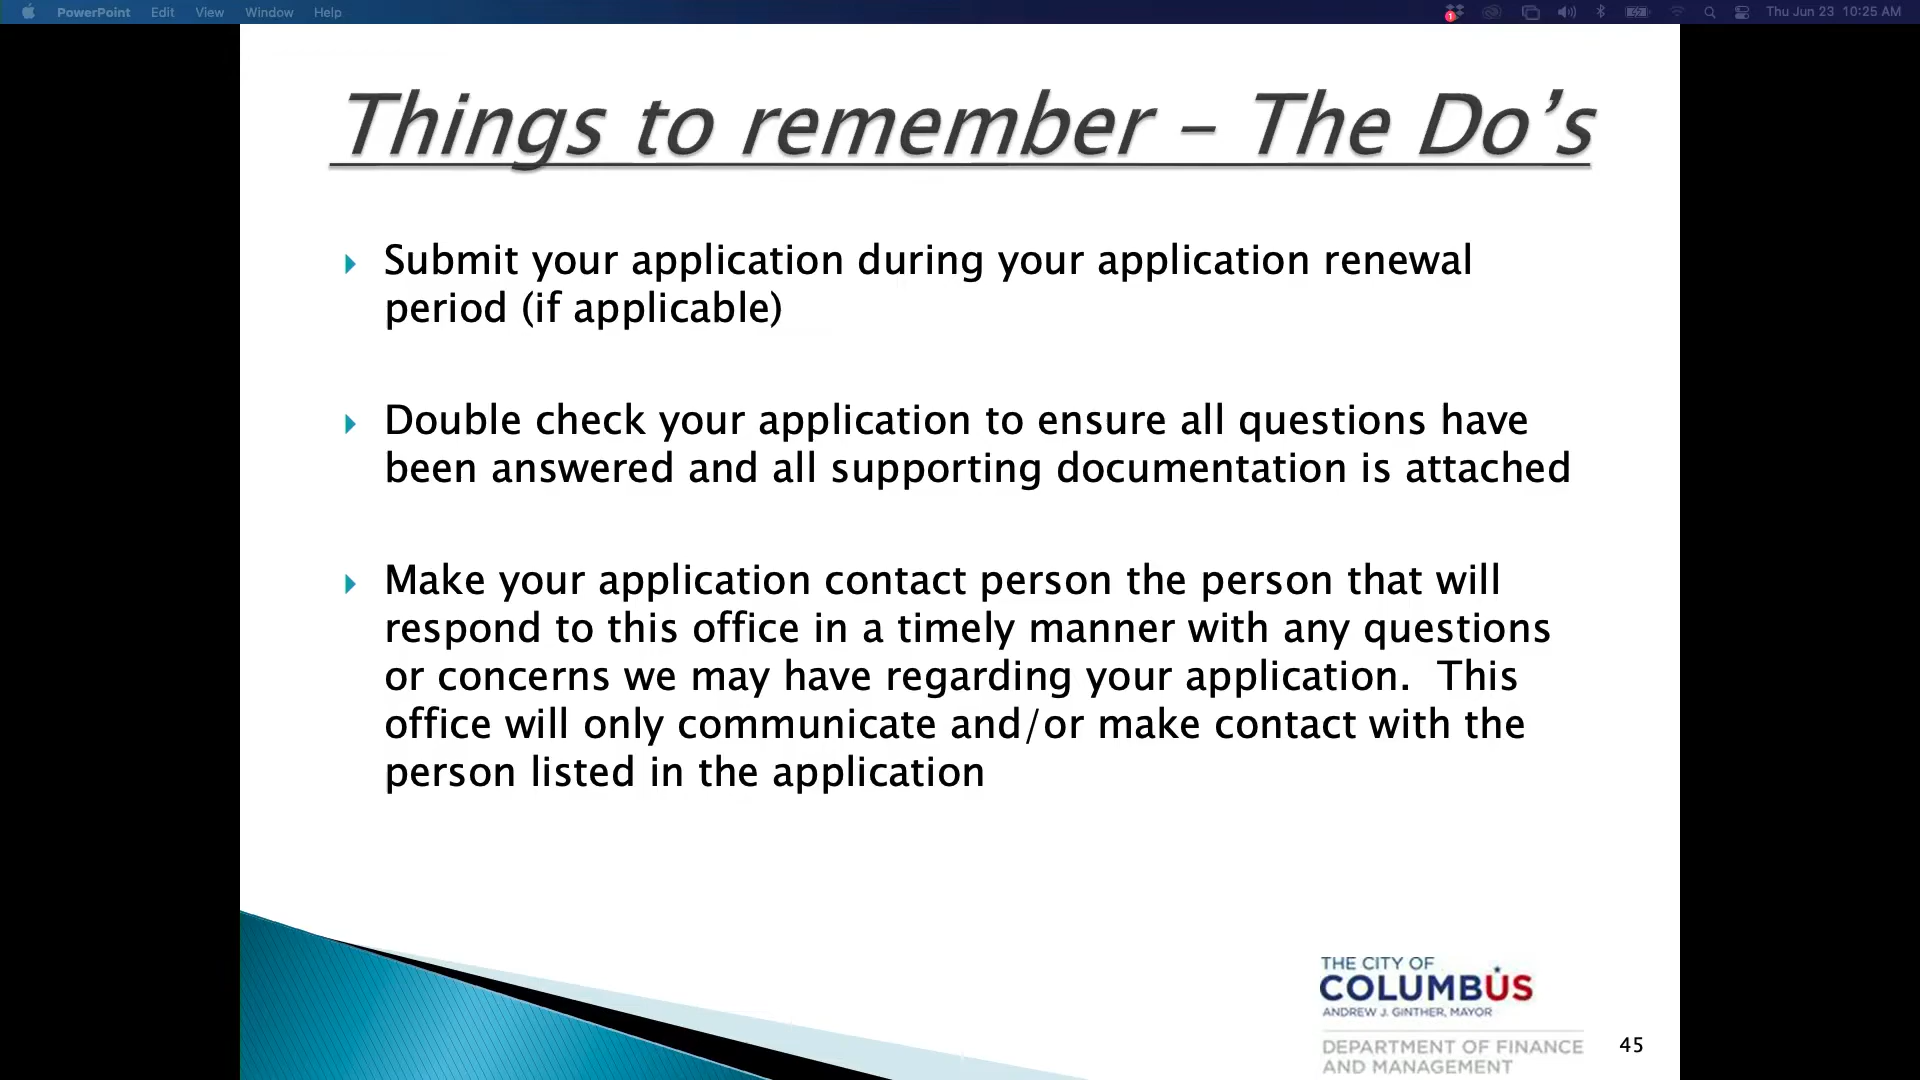 PowerPoint Edit View Window Help
1
Thu Jun 23 10:25 AM
Things to remember – The Do’s
Submit your application during your application renewal
period (if applicable)
Double check your application to ensure all questions have
been answered and all supporting documentation is attached
Make your application contact person the person that will
respond to this office in a timely manner with any questions
or concerns we may have regarding your application.  This
office will only communicate and/or make contact with the
person listed in the application
THE CITY OF
COLUMBUS
ANDREW J. GINTHER, MAYOR
DEPARTMENT OF FINANCE
AND MANAGEMENT
45